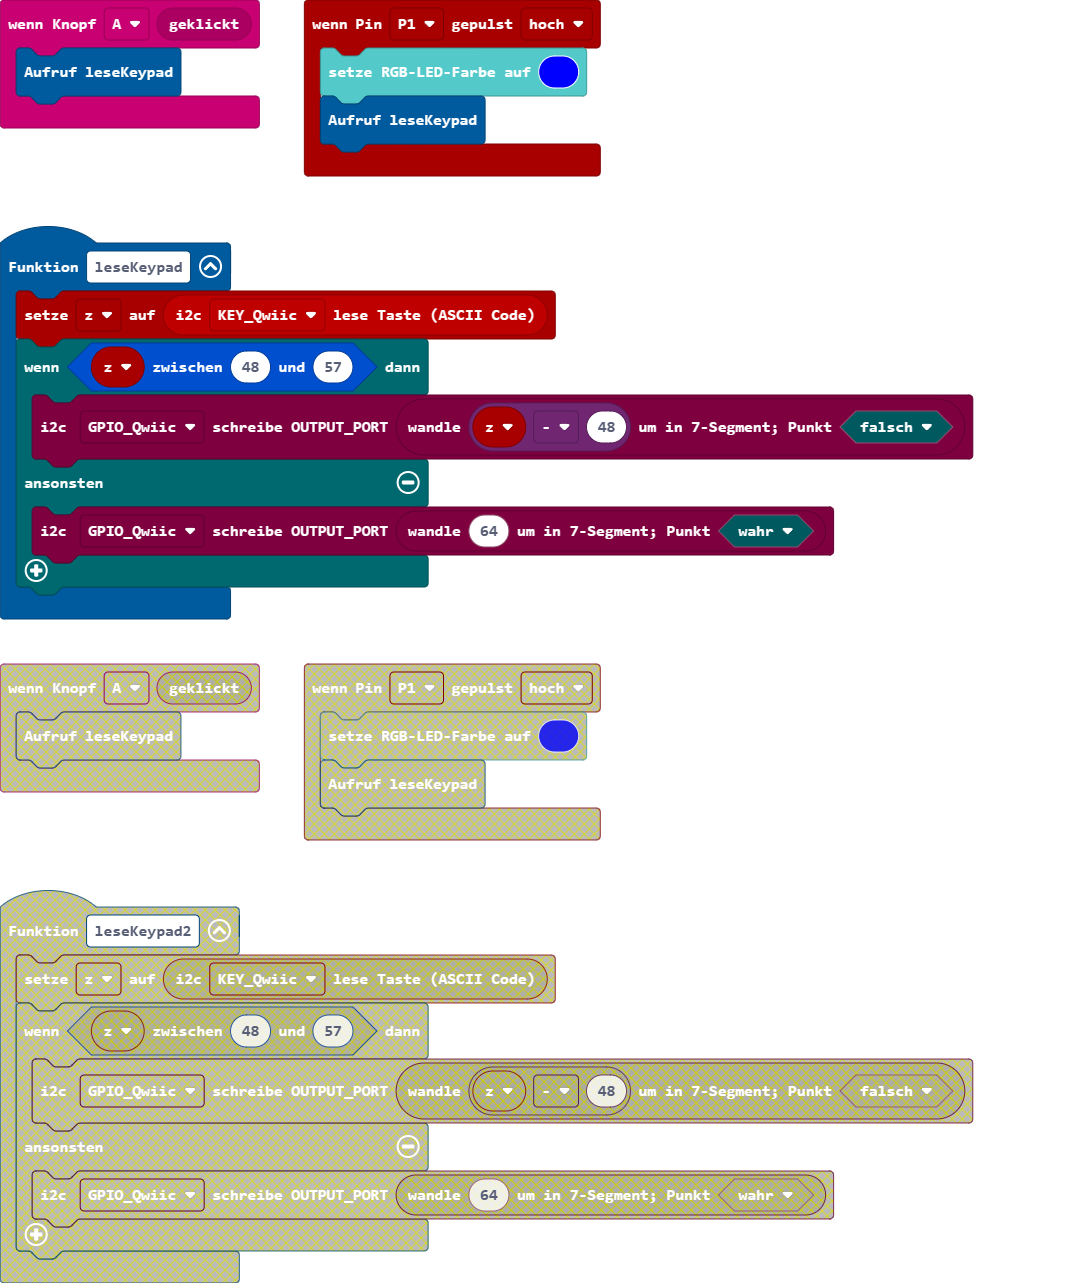 wenn Knopf A geklickt
Aufruf leseKeypad
wenn Pin P1 gepulst hoch
setze RGB-LED-Farbe auf
Aufruf leseKeypad
Funktion leseKeypad
setze z auf i2c KEY_Qwiic lese Taste (ASCII Code)
wenn z zwischen 48 und 57 dann
i2c GPIO_Qwiic schreibe OUTPUT_PORT wandle z - 48 um in 7-Segment; Punkt falsch
ansonsten
i2c GPIO_Qwiic schreibe OUTPUT_PORT wandle 64 um in 7-Segment; Punkt wahr
wenn Knopf A geklickt
Aufruf leseKeypad
wenn Pin P1 gepulst hoch
setze RGB-LED-Farbe auf
Aufruf leseKeypad
Funktion leseKeypad2
setze z auf i2c KEY_Qwiic lese Taste (ASCII Code)
wenn z zwischen 48 und 57 dann
i2c GPIO_Qwiic schreibe OUTPUT_PORT wandle z - 48 um in 7-Segment; Punkt falsch
ansonsten
i2c GPIO_Qwiic schreibe OUTPUT_PORT wandle 64 um in 7-Segment; Punkt wahr